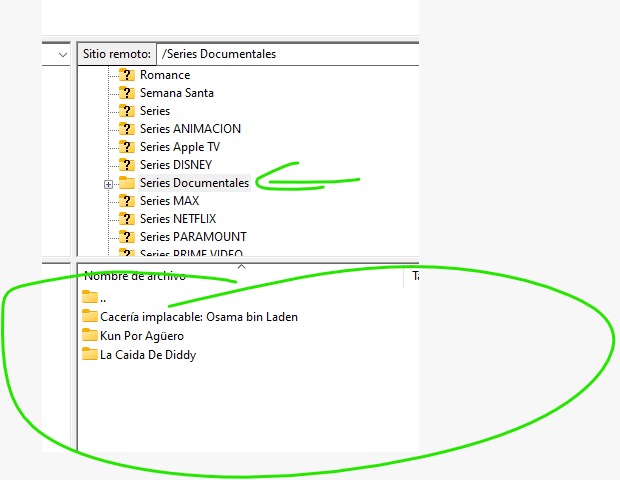 Sitio remoto: /Series Documentales
Romance
Semana Santa
Series
Series ANIMACION
Series Apple TV
Series DISNEY
Series Documentales
Series MAX
Series NETFLIX
Series PARAMOUNT
Series PRIME VIDEO
Nombre de archivo
..
Cacería implacable: Osama bin Laden
Kun Por Agüero
La Caida De Diddy